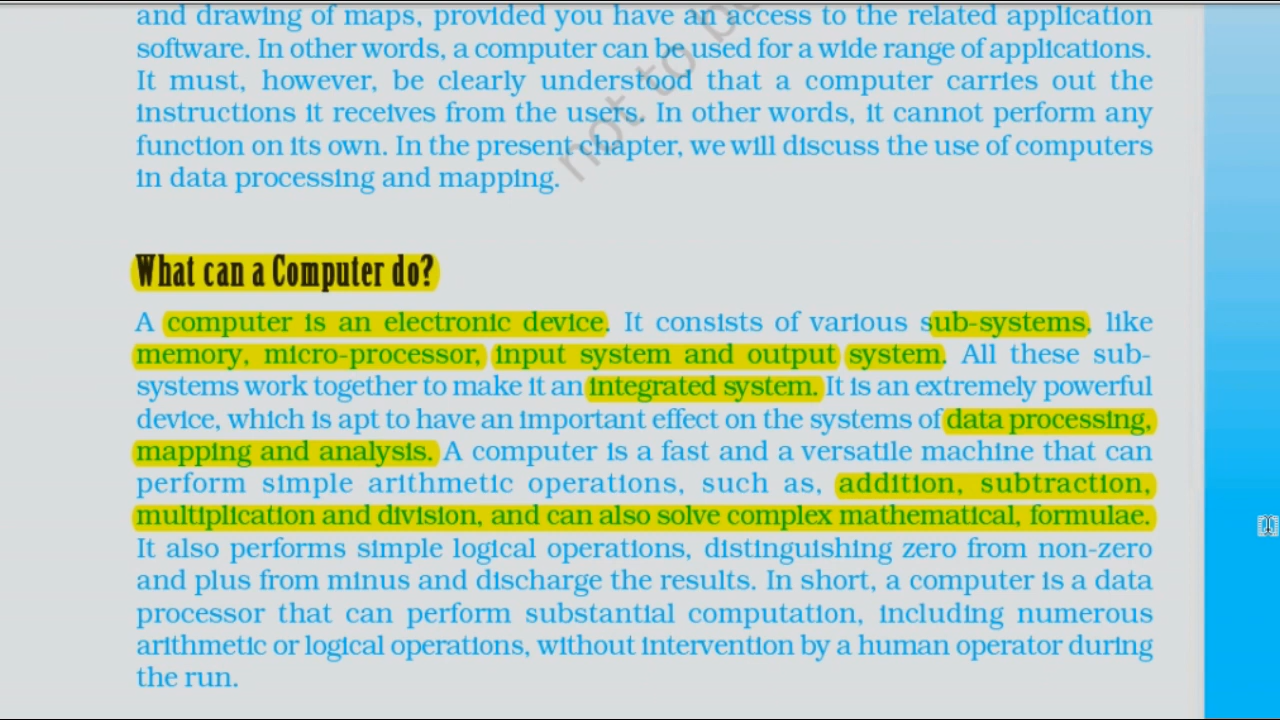 and drawing of maps, provided you have an access to the related application
software. In other words, a computer can be used for a wide range of applications.
It must, however, be clearly understood that a computer carries out the
instructions it receives from the users. In other words, it cannot perform any
function on its own. In the present chapter, we will discuss the use of computers
in data processing and mapping.
not to be
What can a Computer do?
A computer is an electronic device. It consists of various sub-systems, like
memory, micro-processor, input system and output system. All these sub-
systems work together to make it an integrated system. It is an extremely powerful
device, which is apt to have an important effect on the systems of data processing,
mapping and analysis. A computer is a fast and a versatile machine that can
perform simple arithmetic operations, such as, addition, subtraction,
multiplication and division, and can also solve complex mathematical, formulae.
It also performs simple logical operations, distinguishing zero from non-zero
and plus from minus and discharge the results. In short, a computer is a data
processor that can perform substantial computation, including numerous
arithmetic or logical operations, without intervention by a human operator during
the run.